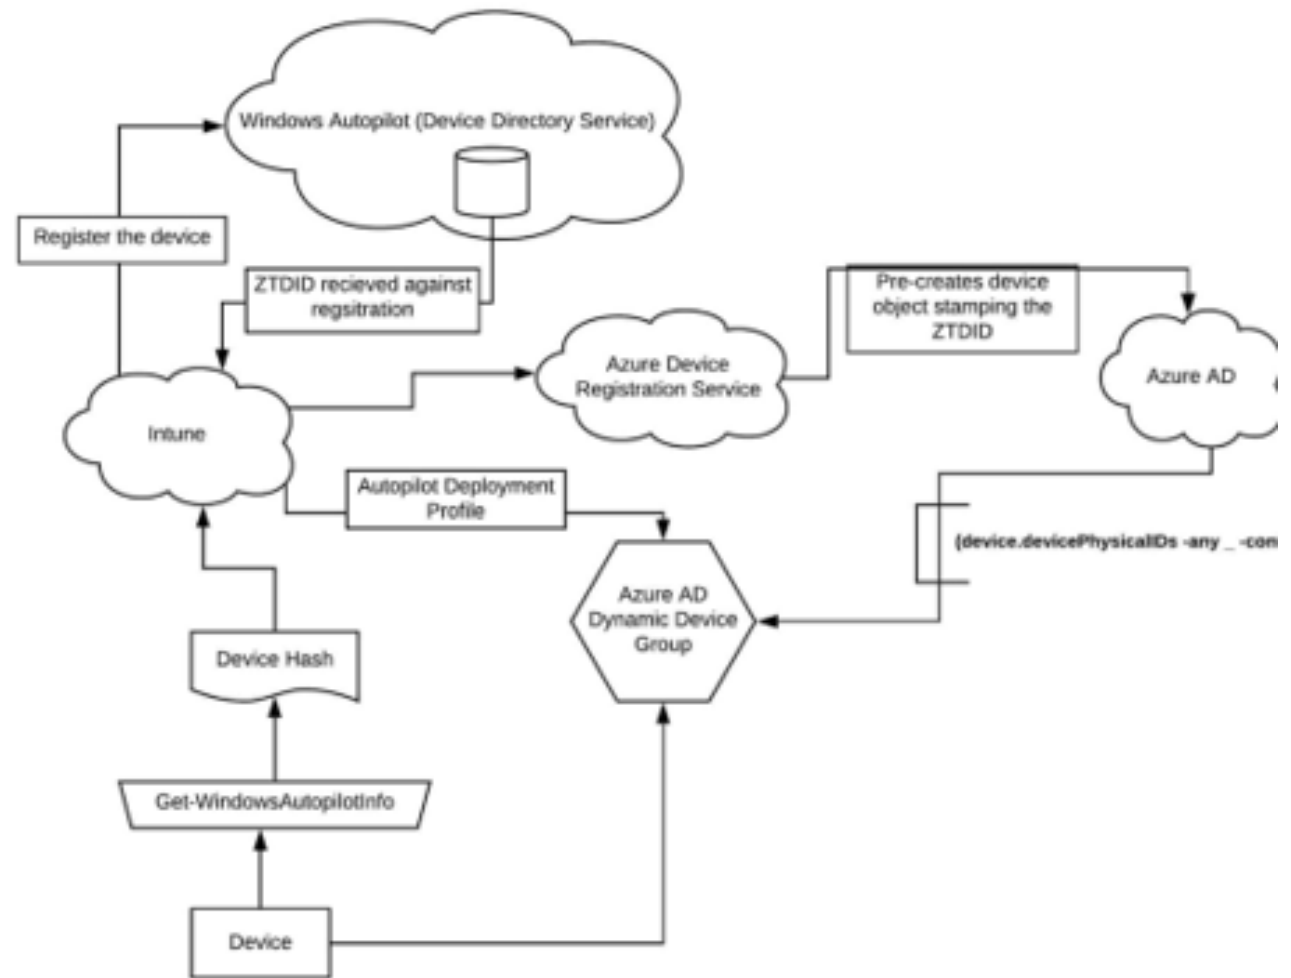 Windows Autopilot (Device Directory Service)
Register the device
ZTDID recieved against
regsitration
Pre-creates device
object stamping the
ZTDID
Azure Device
Registration Service
Azure AD
Intune
Autopilot Deployment
Profile
(device.devicePhysicalIDs -any _ -con
Azure AD
Dynamic Device
Group
Device Hash
Get-WindowsAutopilotInfo
Device